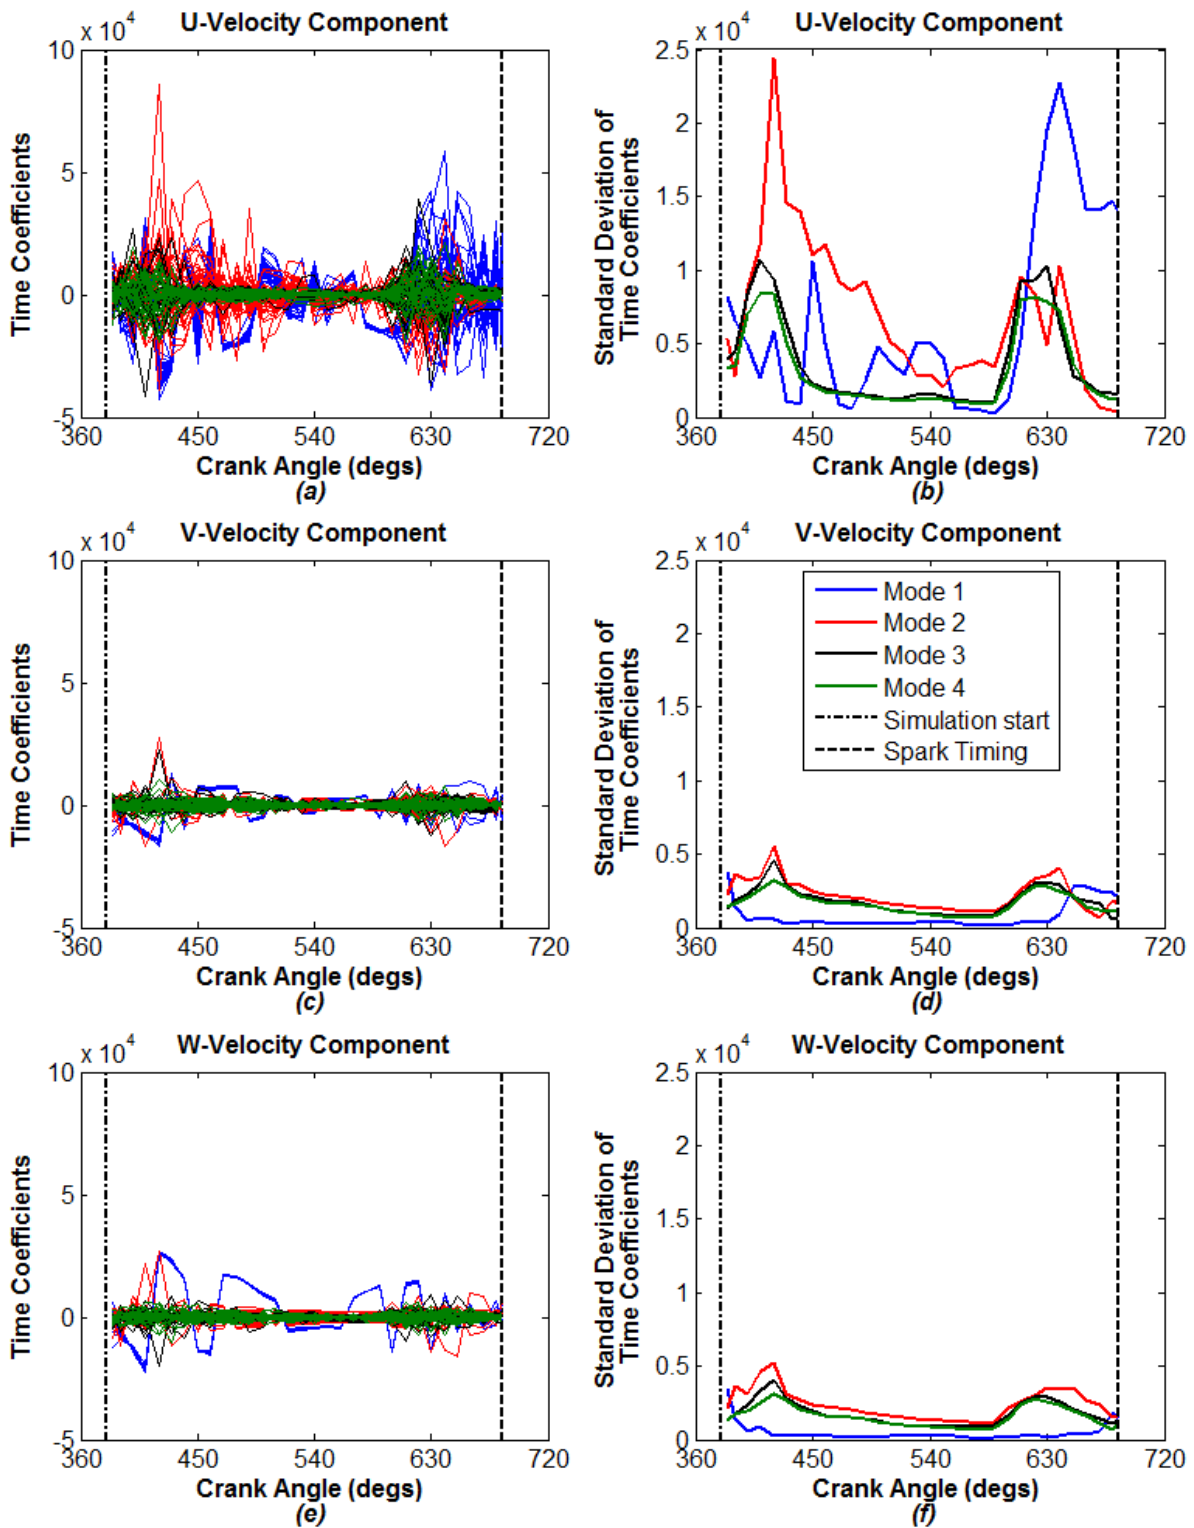 U-Velocity Component
x 10^4
10
5
0
-5
Time Coefficients
360 450 540 630 720
Crank Angle (degs)
(a)
U-Velocity Component
x 10^4
2.5
2
1.5
1
0.5
0
Standard Deviation of
Time Coefficients
360 450 540 630 720
Crank Angle (degs)
(b)
V-Velocity Component
x 10^4
10
5
0
-5
Time Coefficients
360 450 540 630 720
Crank Angle (degs)
(c)
V-Velocity Component
x 10^4
2.5
2
1.5
1
0.5
0
Standard Deviation of
Time Coefficients
Mode 1
Mode 2
Mode 3
Mode 4
Simulation start
Spark Timing
360 450 540 630 720
Crank Angle (degs)
(d)
W-Velocity Component
x 10^4
10
5
0
-5
Time Coefficients
360 450 540 630 720
Crank Angle (degs)
(e)
W-Velocity Component
x 10^4
2.5
2
1.5
1
0.5
0
Standard Deviation of
Time Coefficients
360 450 540 630 720
Crank Angle (degs)
(f)